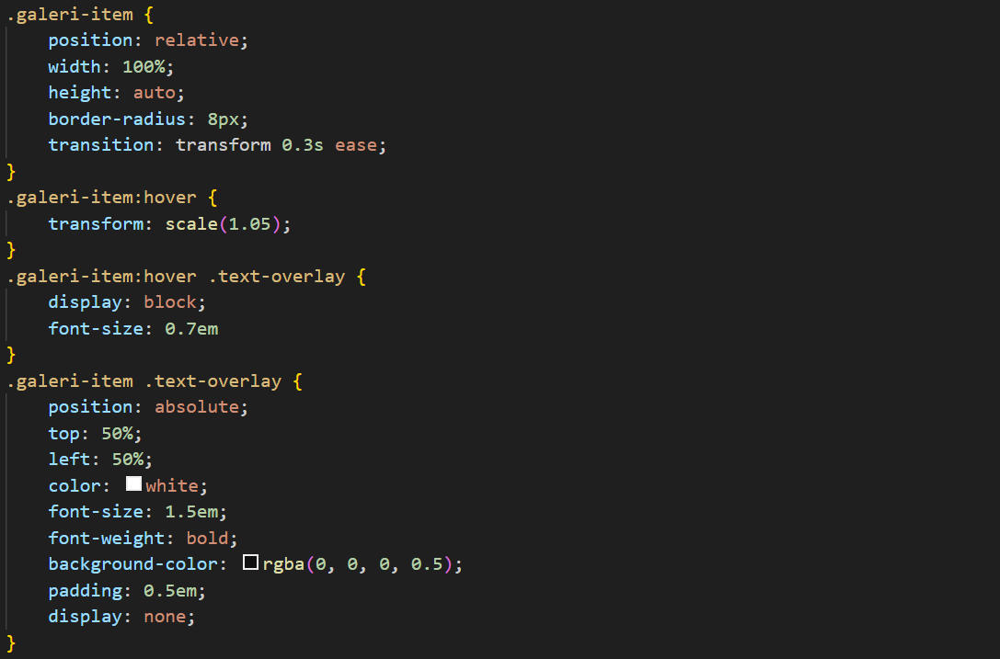 .galeri-item {
    position: relative;
    width: 100%;
    height: auto;
    border-radius: 8px;
    transition: transform 0.3s ease;
}
.galeri-item:hover {
    transform: scale(1.05);
}
.galeri-item:hover .text-overlay {
    display: block;
    font-size: 0.7em
}
.galeri-item .text-overlay {
    position: absolute;
    top: 50%;
    left: 50%;
    color: white;
    font-size: 1.5em;
    font-weight: bold;
    background-color: rgba(0, 0, 0, 0.5);
    padding: 0.5em;
    display: none;
}